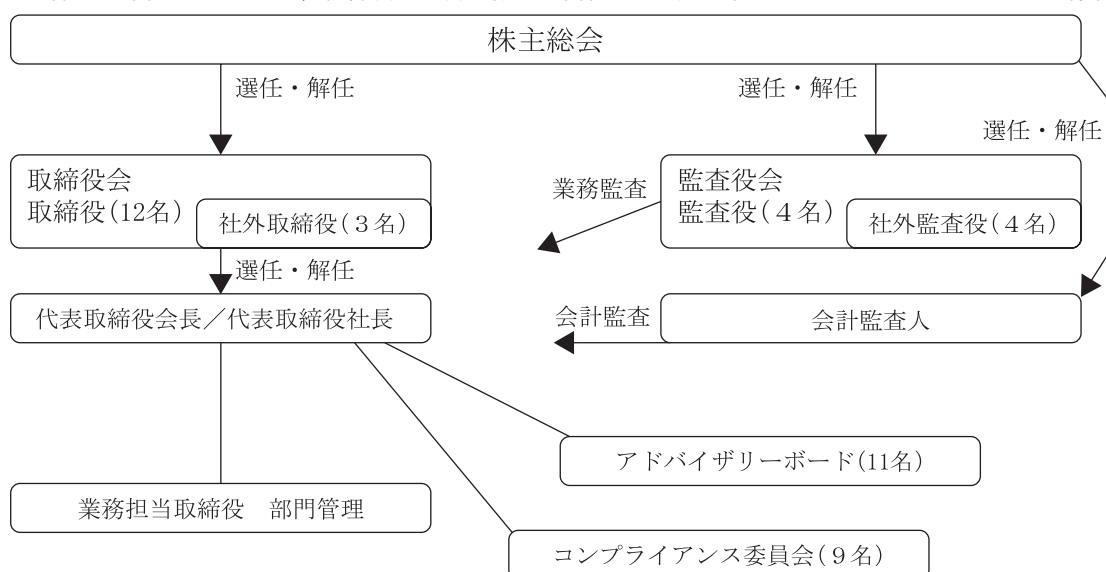 株主総会
選任・解任
選任・解任
選任・解任
取締役会
取締役(12名)
社外取締役(3名)
業務監査
監査役会
監査役(4名)
社外監査役(4名)
選任・解任
代表取締役会長/代表取締役社長
会計監査
会計監査人
アドバイザリーボード(11名)
業務担当取締役 部門管理
コンプライアンス委員会(9名)